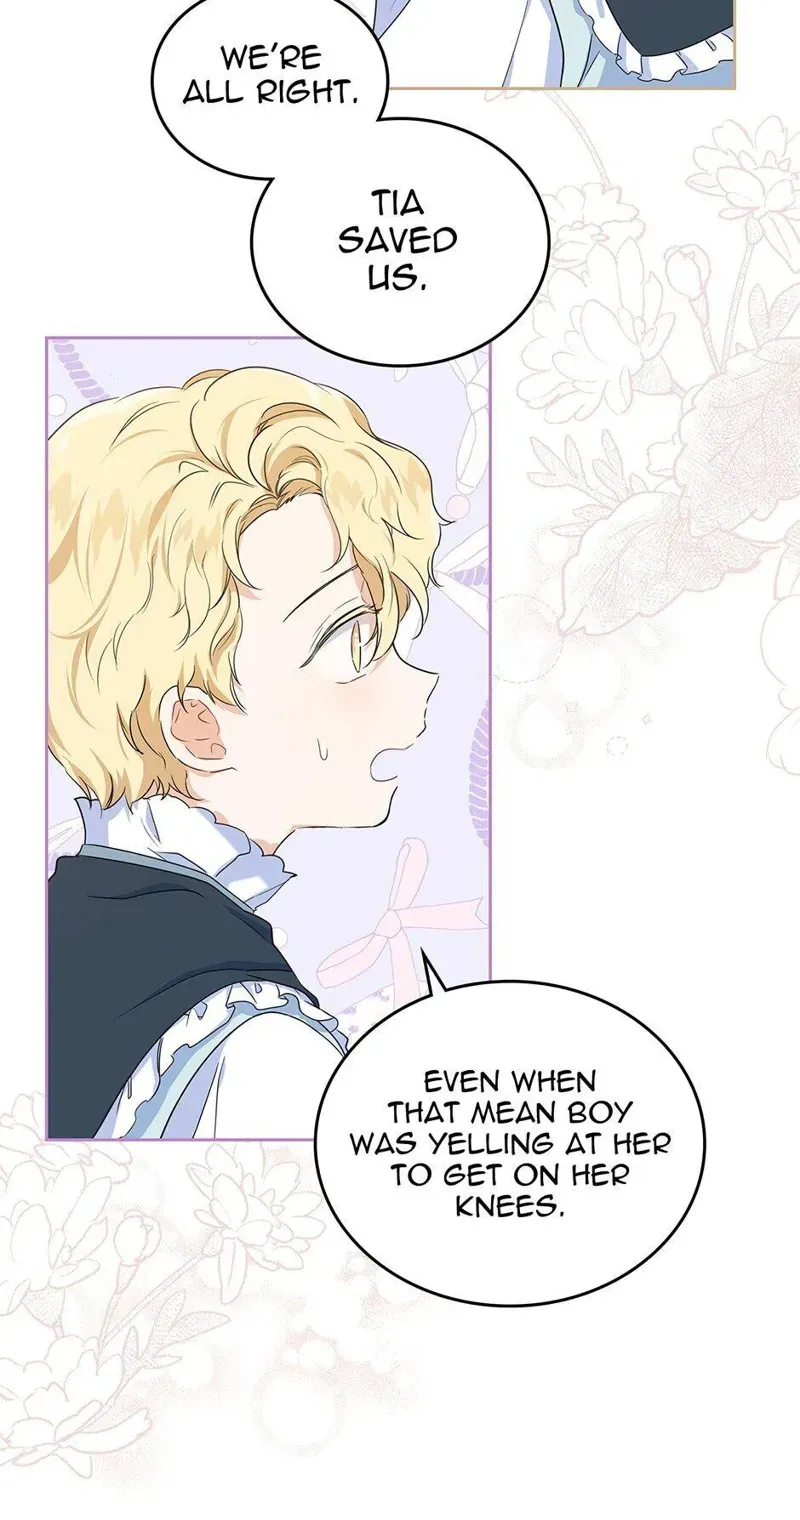 WE'RE
ALL RIGHT.
TIA
SAVED
US.
EVEN WHEN
THAT MEAN BOY
WAS YELLING AT HER
TO GET ON HER
KNEES.